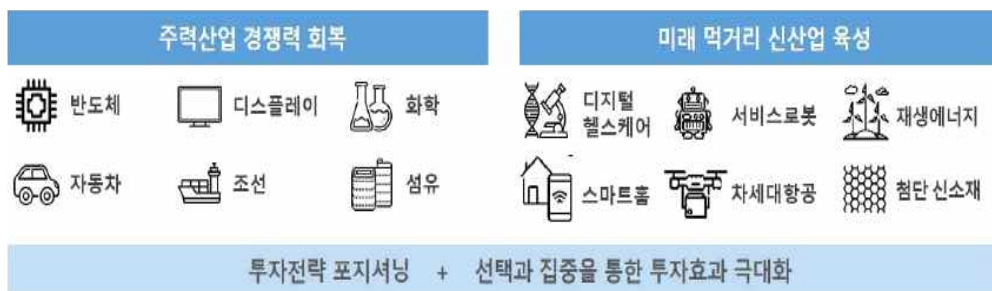 주력산업 경쟁력 회복
반도체
디스플레이
화학
자동차
조선
섬유
미래 먹거리 신산업 육성
디지털
헬스케어
서비스로봇
재생에너지
스마트홈
차세대항공
첨단 신소재
투자전략 포지셔닝 + 선택과 집중을 통한 투자효과 극대화